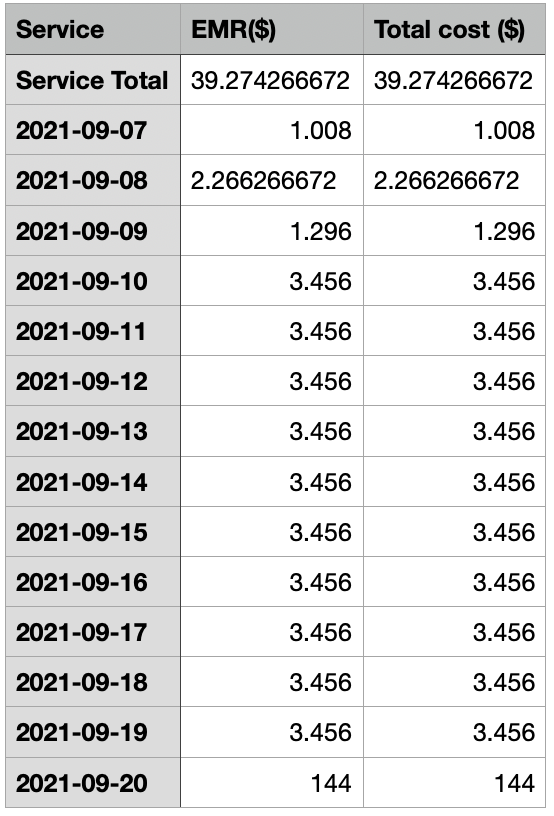 Service EMR($) Total cost ($)
Service Total 39.274266672 39.274266672
2021-09-07 1.008 1.008
2021-09-08 2.266266672 2.266266672
2021-09-09 1.296 1.296
2021-09-10 3.456 3.456
2021-09-11 3.456 3.456
2021-09-12 3.456 3.456
2021-09-13 3.456 3.456
2021-09-14 3.456 3.456
2021-09-15 3.456 3.456
2021-09-16 3.456 3.456
2021-09-17 3.456 3.456
2021-09-18 3.456 3.456
2021-09-19 3.456 3.456
2021-09-20 144 144